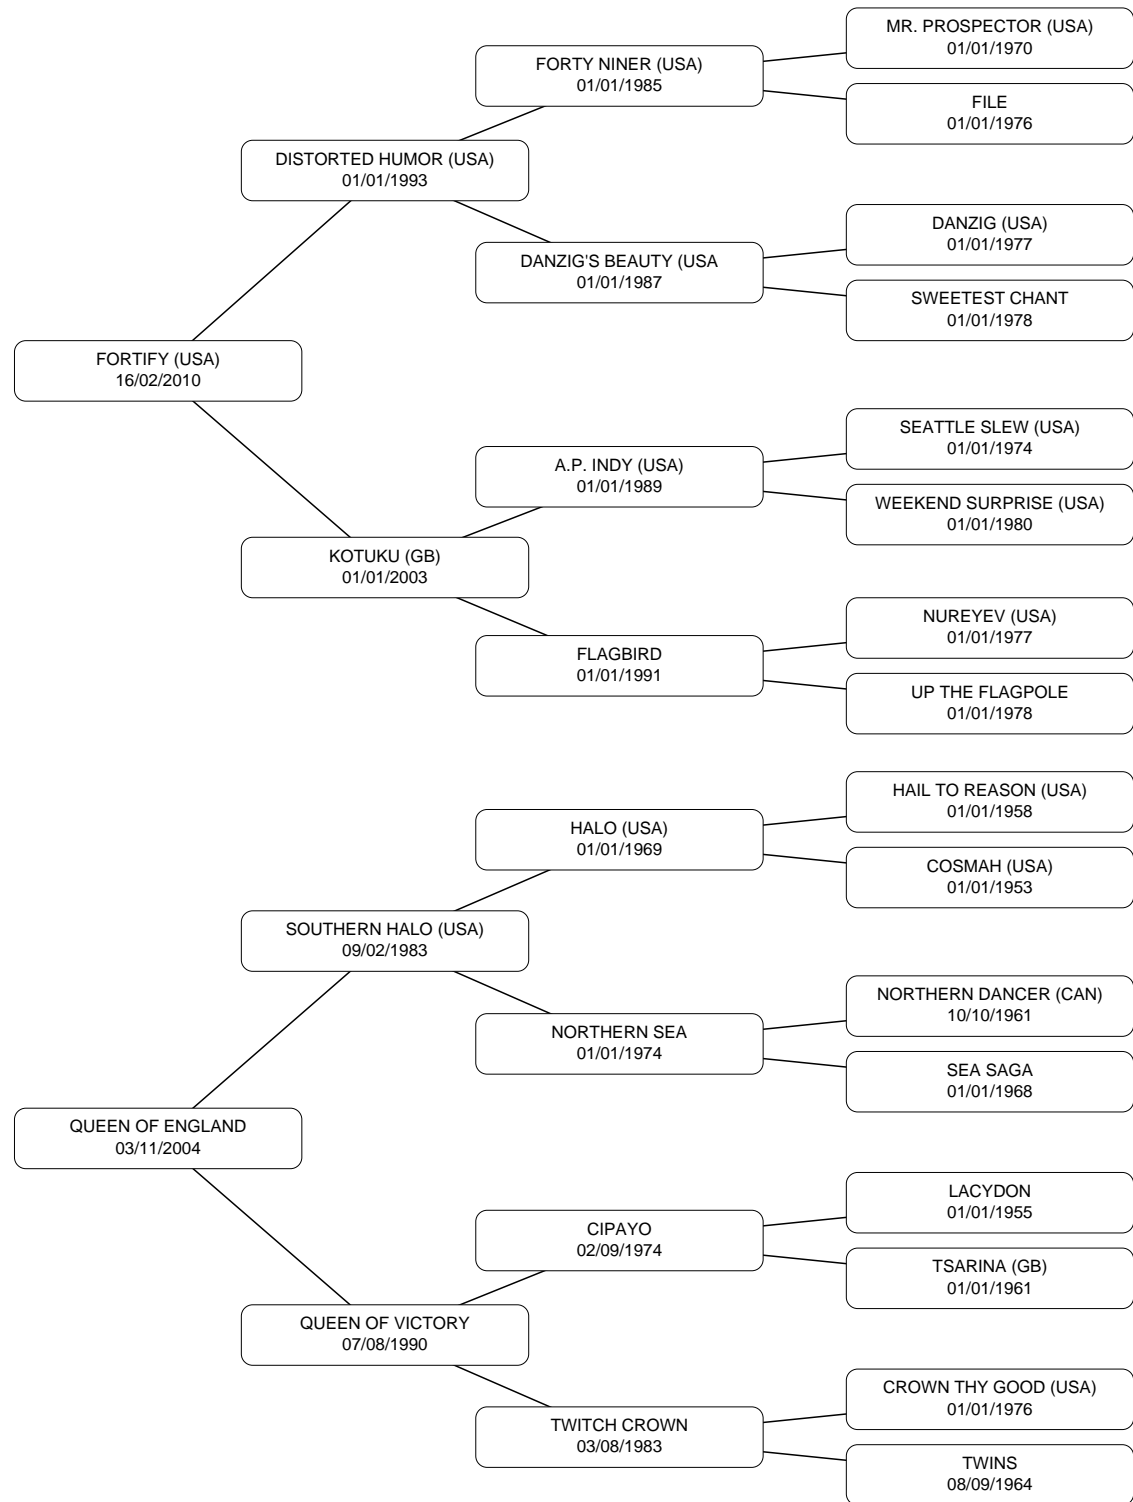 MR. PROSPECTOR (USA)
01/01/1970
FORTY NINER (USA)
01/01/1985
FILE
01/01/1976
DISTORTED HUMOR (USA)
01/01/1993
DANZIG (USA)
01/01/1977
DANZIG'S BEAUTY (USA
01/01/1987
SWEETEST CHANT
01/01/1978
FORTIFY (USA)
16/02/2010
SEATTLE SLEW (USA)
01/01/1974
A.P. INDY (USA)
01/01/1989
WEEKEND SURPRISE (USA)
01/01/1980
KOTUKU (GB)
01/01/2003
NUREYEV (USA)
01/01/1977
FLAGBIRD
01/01/1991
UP THE FLAGPOLE
01/01/1978
HAIL TO REASON (USA)
01/01/1958
HALO (USA)
01/01/1969
COSMAH (USA)
01/01/1953
SOUTHERN HALO (USA)
09/02/1983
NORTHERN DANCER (CAN)
10/10/1961
NORTHERN SEA
01/01/1974
SEA SAGA
01/01/1968
QUEEN OF ENGLAND
03/11/2004
LACYDON
01/01/1955
CIPAYO
02/09/1974
TSARINA (GB)
01/01/1961
QUEEN OF VICTORY
07/08/1990
CROWN THY GOOD (USA)
01/01/1976
TWITCH CROWN
03/08/1983
TWINS
08/09/1964